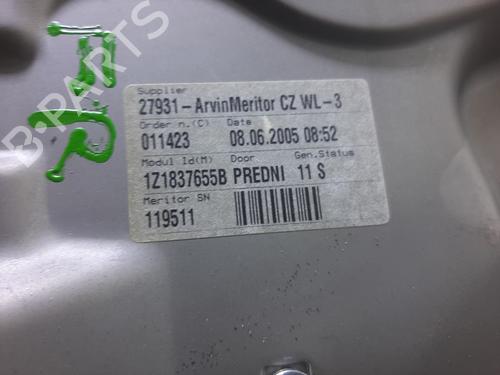 B-PARTS
F.R
Supplier
27931-ArvinMeritor CZ WL-3
Order n.(C) Date
011423 08.06.2005 08:52
Modul Id(M) Door Gen.Status
1Z1837655B PREDNI 11 S
Meritor SN
119511